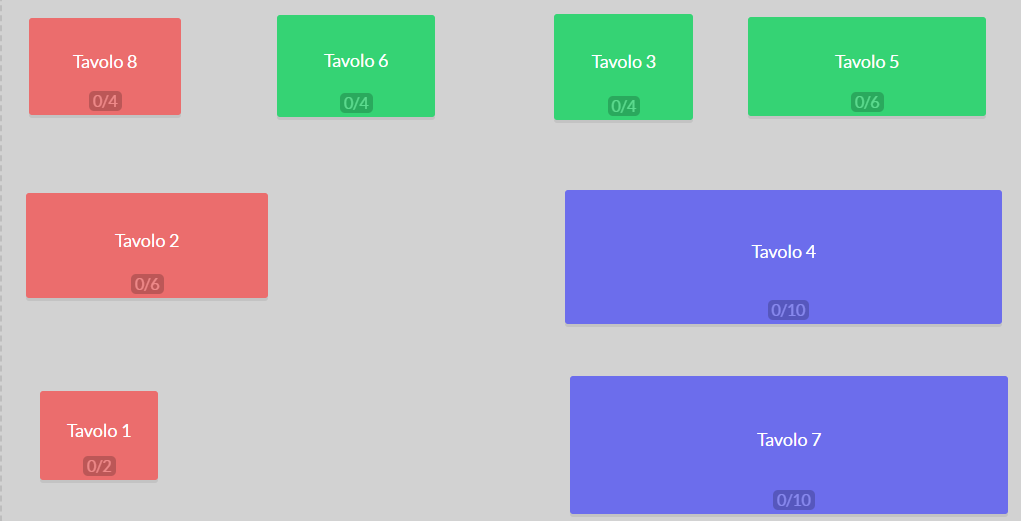 Tavolo 8
0/4
Tavolo 6
0/4
Tavolo 3
0/4
Tavolo 5
0/6
Tavolo 2
0/6
Tavolo 4
0/10
Tavolo 1
0/2
Tavolo 7
0/10